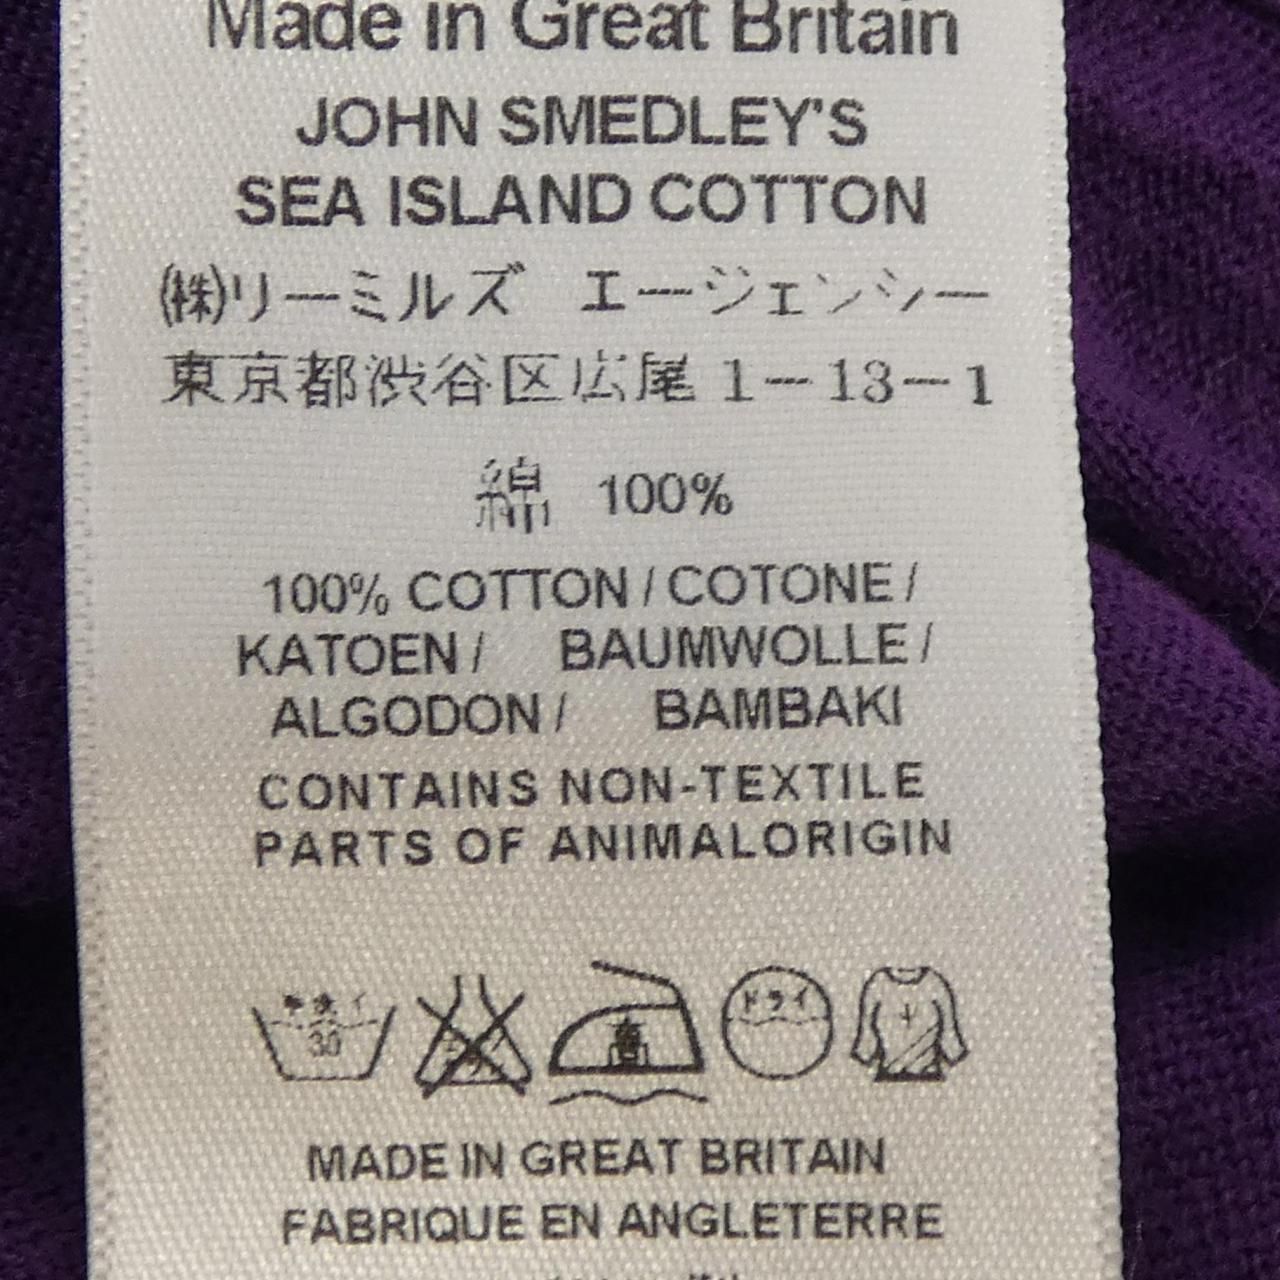 Made in Great Britain
JOHN SMEDLEY'S
SEA ISLAND COTTON
㈱リーミルズ エージェンシー
東京都渋谷区広尾1-13-1
綿 100%
100% COTTON / COTONE /
KATOEN / BAUMWOLLE /
ALGODON / BAMBAKI
CONTAINS NON-TEXTILE
PARTS OF ANIMALORIGIN
30
ドライ
MADE IN GREAT BRITAIN
FABRIQUE EN ANGLETERRE